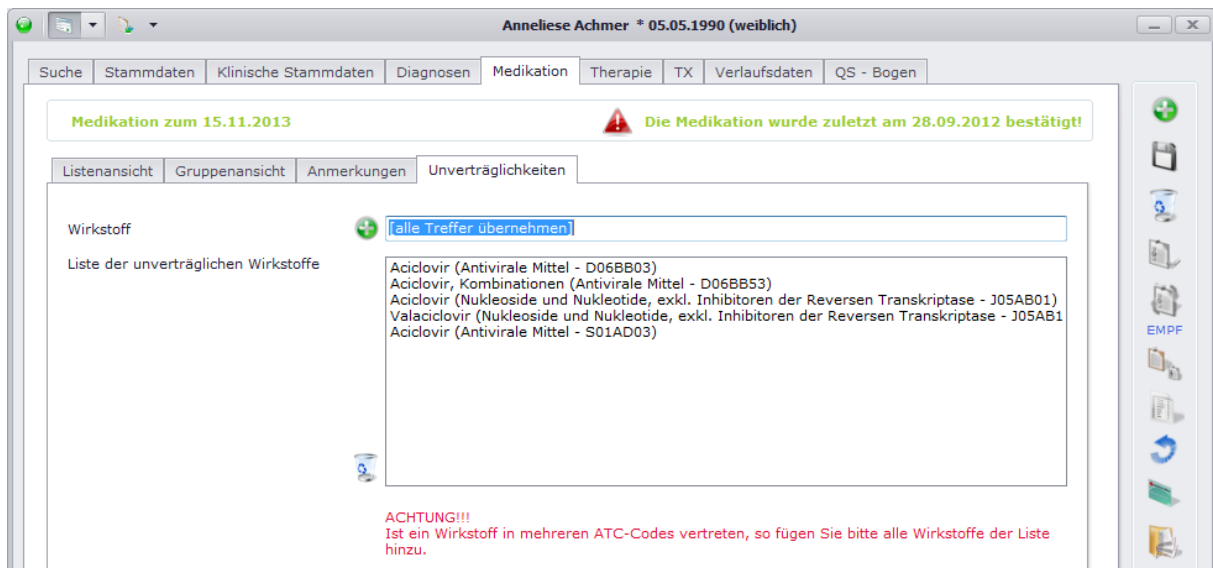 Anneliese Achmer * 05.05.1990 (weiblich)
Suche Stammdaten Klinische Stammdaten Diagnosen Medikation Therapie TX Verlaufsdaten QS - Bogen
Medikation zum 15.11.2013 Die Medikation wurde zuletzt am 28.09.2012 bestätigt!
Listenansicht Gruppenansicht Anmerkungen Unverträglichkeiten
Wirkstoff [alle Treffer übernehmen]
Liste der unverträglichen Wirkstoffe
Aciclovir (Antivirale Mittel - D06BB03)
Aciclovir, Kombinationen (Antivirale Mittel - D06BB53)
Aciclovir (Nukleoside und Nukleotide, exkl. Inhibitoren der Reversen Transkriptase - J05AB01)
Valaciclovir (Nukleoside und Nukleotide, exkl. Inhibitoren der Reversen Transkriptase - J05AB1
Aciclovir (Antivirale Mittel - S01AD03)
EMPF
ACHTUNG!!!
Ist ein Wirkstoff in mehreren ATC-Codes vertreten, so fügen Sie bitte alle Wirkstoffe der Liste
hinzu.